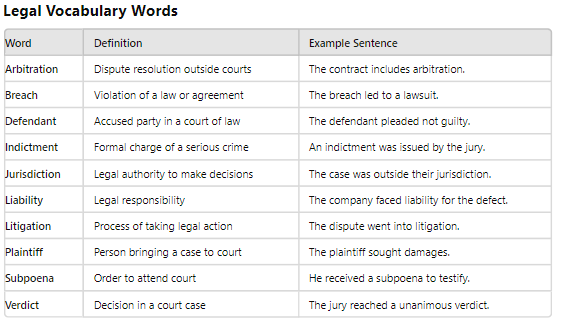 Legal Vocabulary Words
Word Definition Example Sentence
Arbitration Dispute resolution outside courts The contract includes arbitration.
Breach Violation of a law or agreement The breach led to a lawsuit.
Defendant Accused party in a court of law The defendant pleaded not guilty.
Indictment Formal charge of a serious crime An indictment was issued by the jury.
Jurisdiction Legal authority to make decisions The case was outside their jurisdiction.
Liability Legal responsibility The company faced liability for the defect.
Litigation Process of taking legal action The dispute went into litigation.
Plaintiff Person bringing a case to court The plaintiff sought damages.
Subpoena Order to attend court He received a subpoena to testify.
Verdict Decision in a court case The jury reached a unanimous verdict.